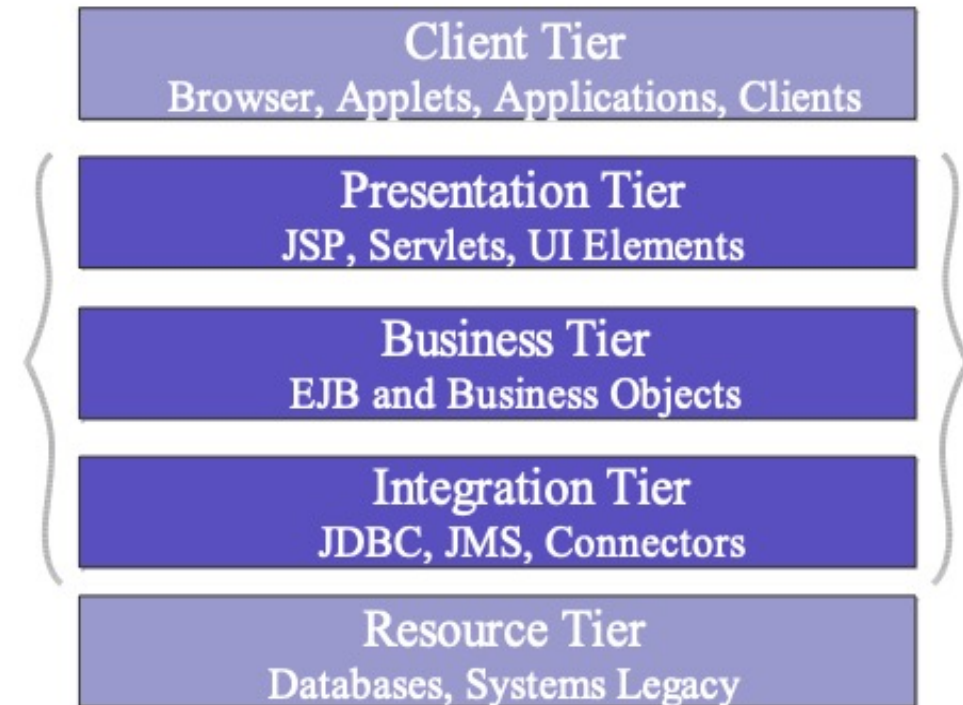 Client Tier
Browser, Applets, Applications, Clients
Presentation Tier
JSP, Servlets, UI Elements
Business Tier
EJB and Business Objects
Integration Tier
JDBC, JMS, Connectors
Resource Tier
Databases, Systems Legacy